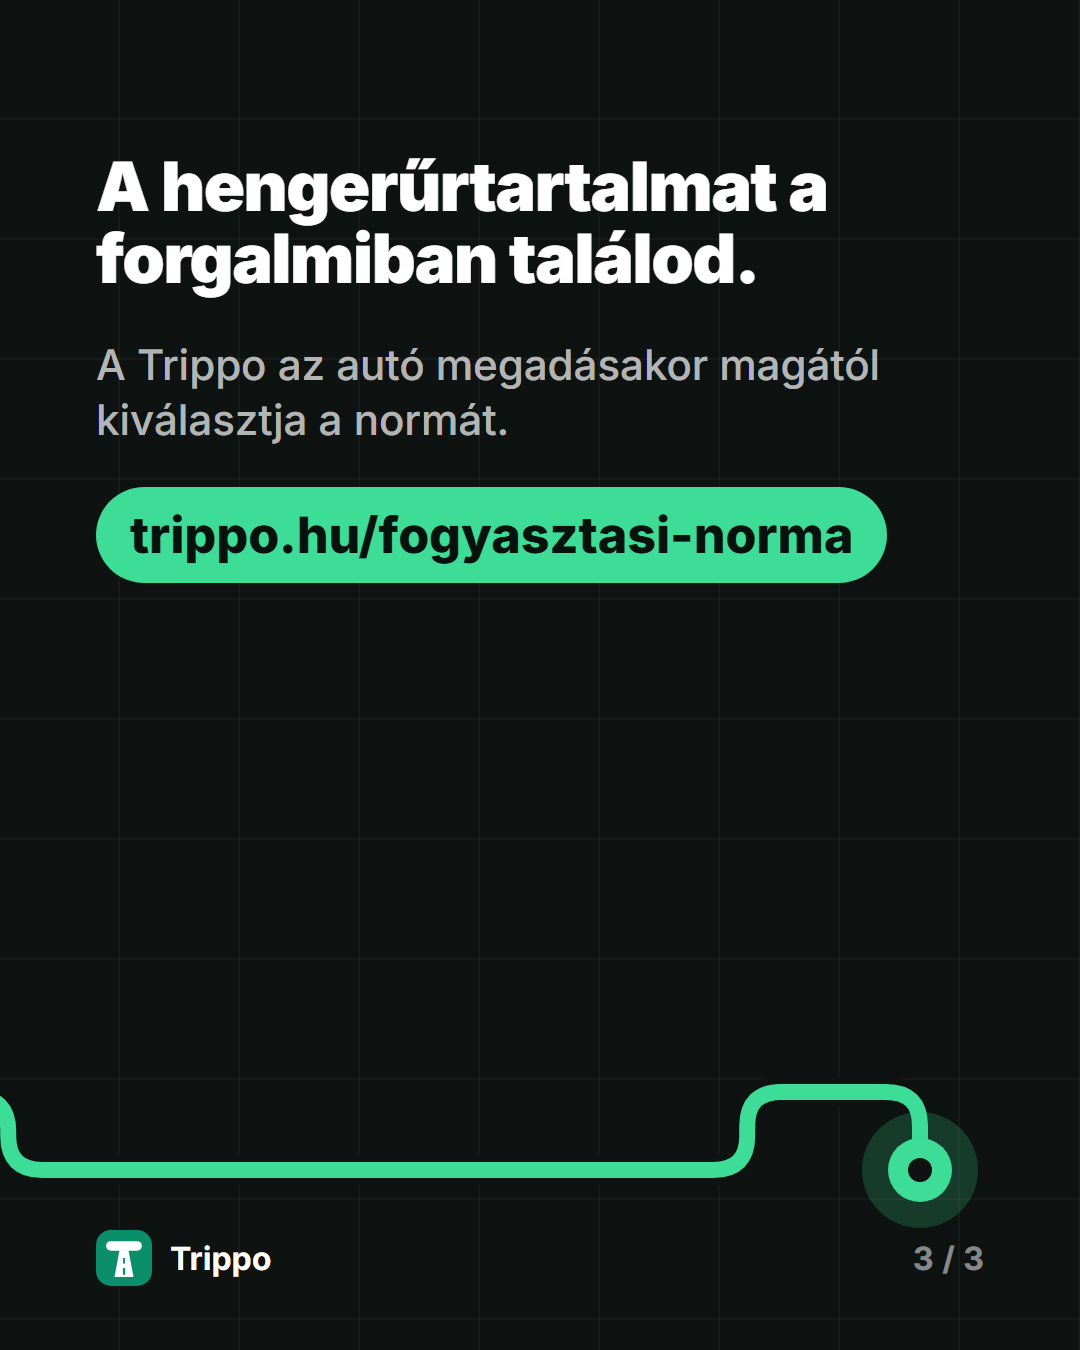 A hengerűrtartalmat a
forgalmiban találod.
A Trippo az autó megadásakor magától
kiválasztja a normát.
trippo.hu/fogyasztasi-norma
Trippo
3 / 3